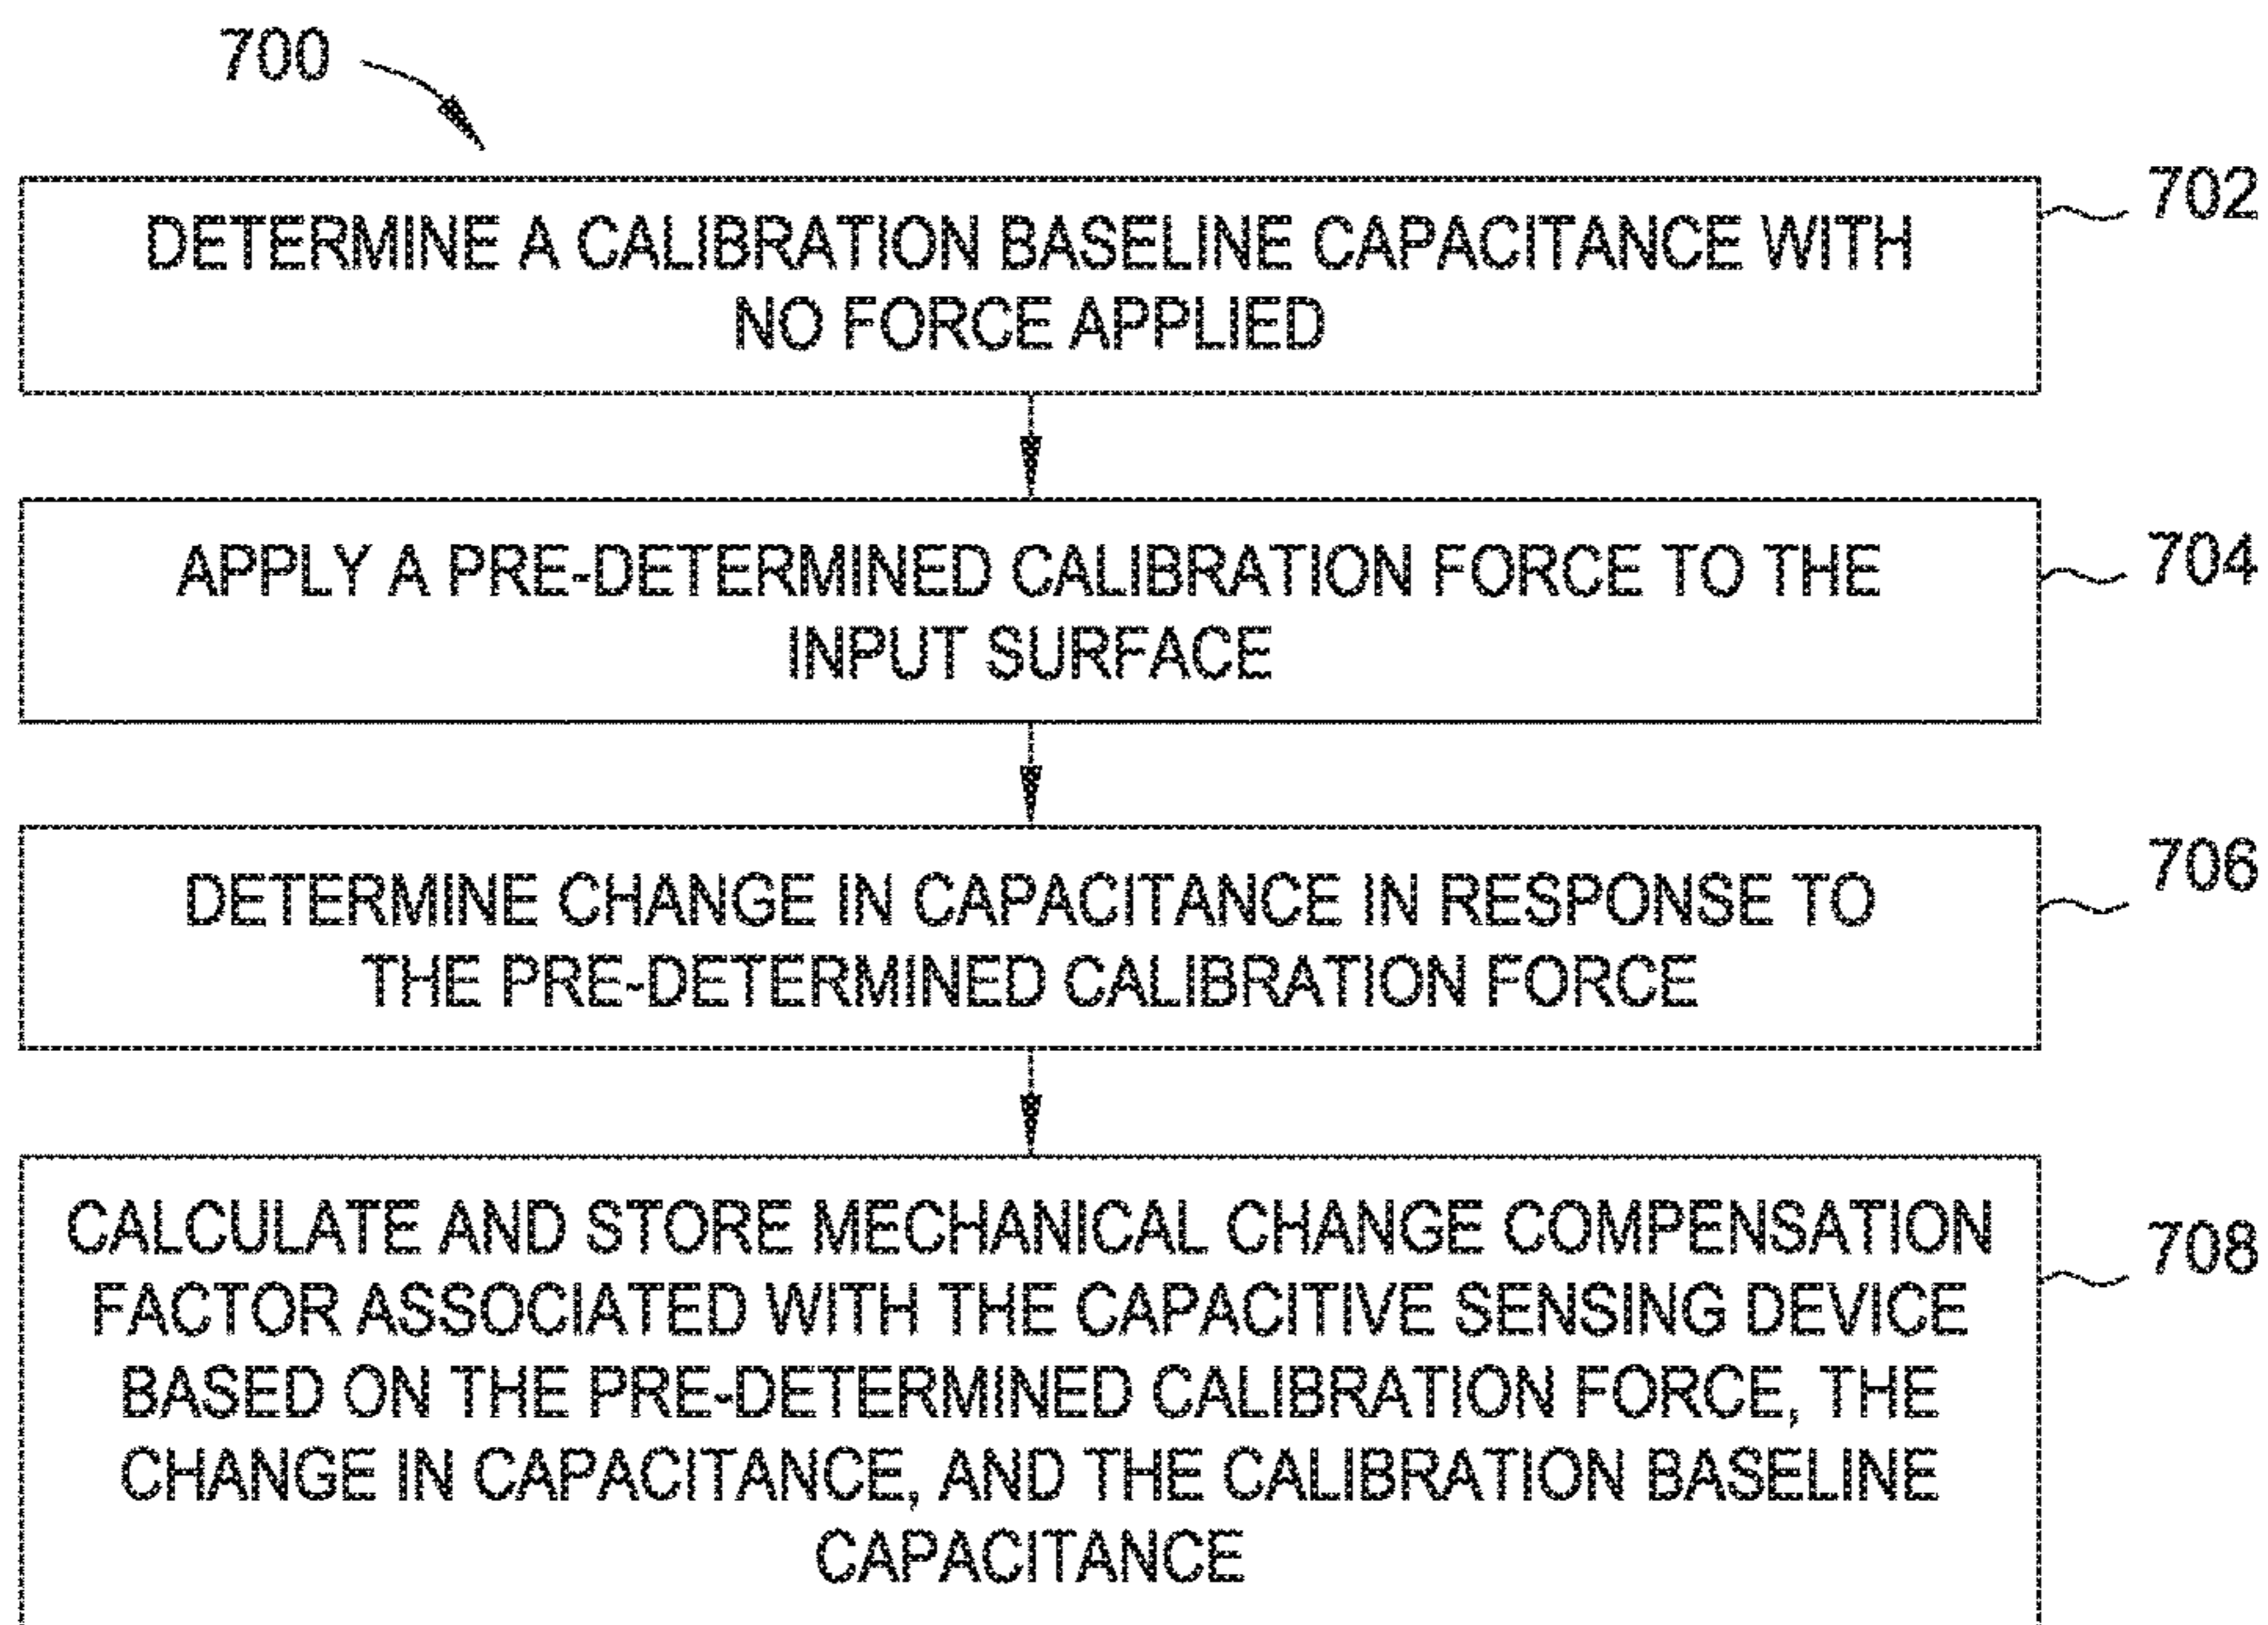 700
DETERMINE A CALIBRATION BASELINE CAPACITANCE WITH
NO FORCE APPLIED
702
APPLY A PRE-DETERMINED CALIBRATION FORCE TO THE
INPUT SURFACE
704
DETERMINE CHANGE IN CAPACITANCE IN RESPONSE TO
THE PRE-DETERMINED CALIBRATION FORCE
706
CALCULATE AND STORE MECHANICAL CHANGE COMPENSATION
FACTOR ASSOCIATED WITH THE CAPACITIVE SENSING DEVICE
BASED ON THE PRE-DETERMINED CALIBRATION FORCE, THE
CHANGE IN CAPACITANCE, AND THE CALIBRATION BASELINE
CAPACITANCE
708